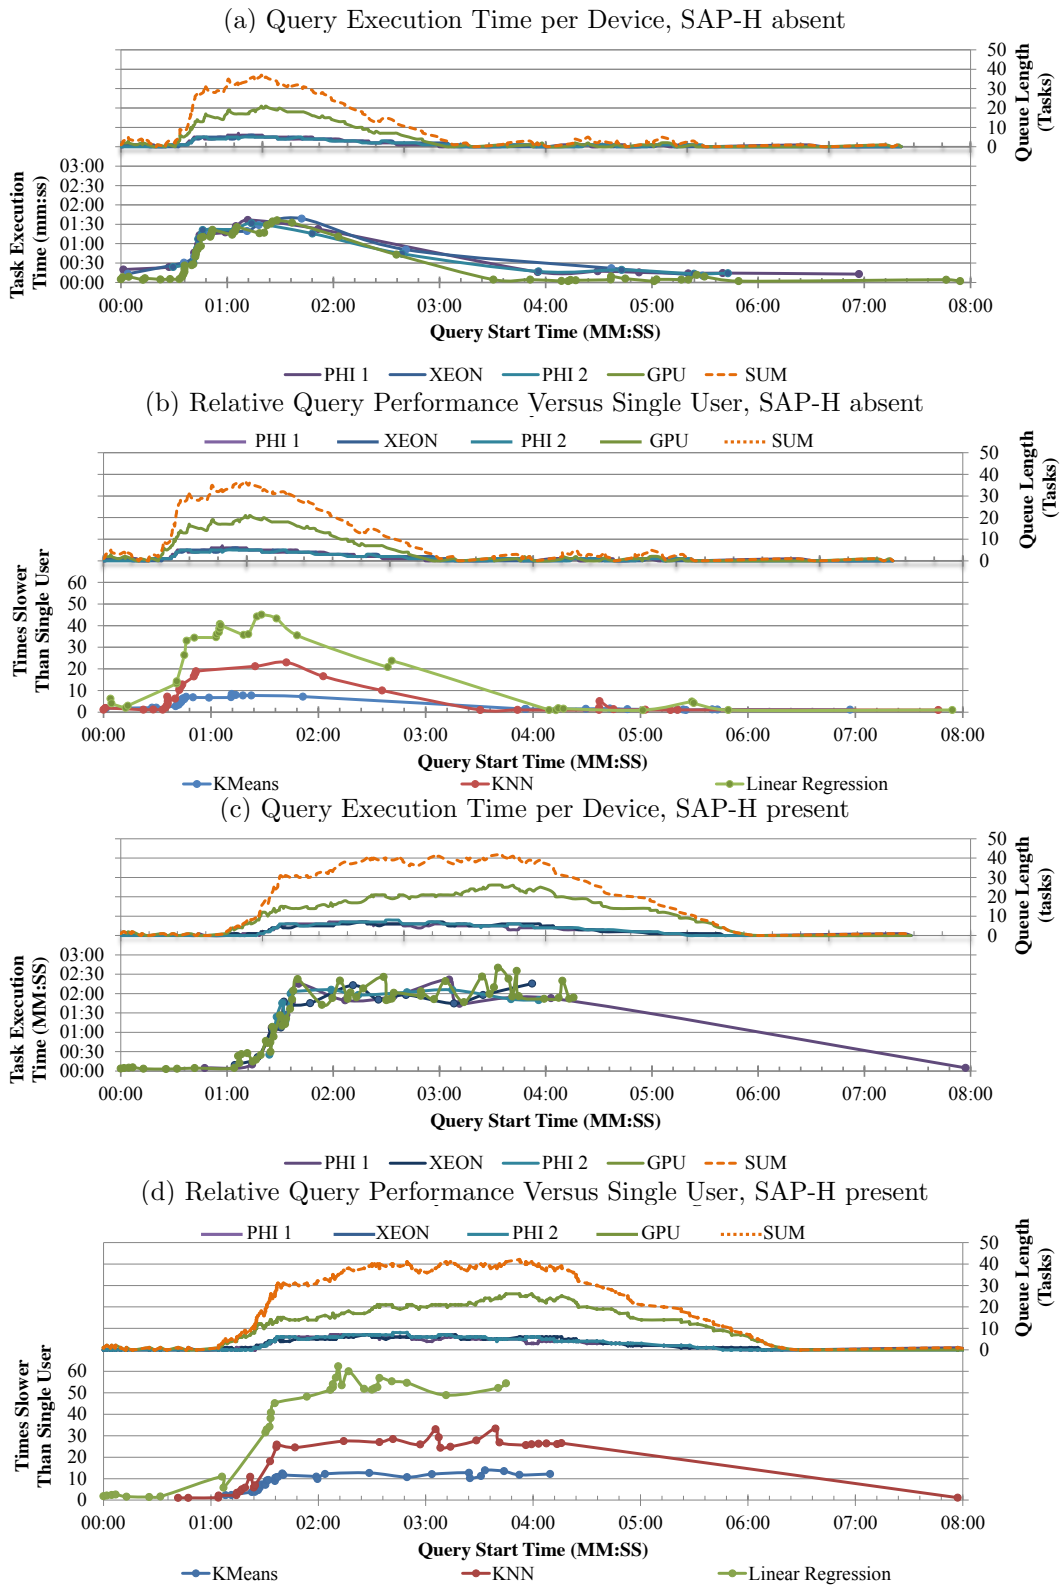 (a) Query Execution Time per Device, SAP-H absent
50
40
30
20
10
0
Queue Length
(Tasks)
03:00
02:30
02:00
01:30
01:00
00:30
00:00
Task Execution
Time (mm:ss)
00:00 01:00 02:00 03:00 04:00 05:00 06:00 07:00 08:00
Query Start Time (MM:SS)
PHI 1 XEON PHI 2 GPU SUM
(b) Relative Query Performance Versus Single User, SAP-H absent
PHI 1 XEON PHI 2 GPU SUM
50
40
30
20
10
0
Queue Length
(Tasks)
60
50
40
30
20
10
0
Times Slower
Than Single User
00:00 01:00 02:00 03:00 04:00 05:00 06:00 07:00 08:00
Query Start Time (MM:SS)
KMeans KNN Linear Regression
(c) Query Execution Time per Device, SAP-H present
50
40
30
20
10
0
Queue Length
(tasks)
03:00
02:30
02:00
01:30
01:00
00:30
00:00
Task Execution
Time (MM:SS)
00:00 01:00 02:00 03:00 04:00 05:00 06:00 07:00 08:00
Query Start Time (MM:SS)
PHI 1 XEON PHI 2 GPU SUM
(d) Relative Query Performance Versus Single User, SAP-H present
PHI 1 XEON PHI 2 GPU SUM
50
40
30
20
10
0
Queue Length
(Tasks)
60
50
40
30
20
10
0
Times Slower
Than Single User
00:00 01:00 02:00 03:00 04:00 05:00 06:00 07:00 08:00
Query Start Time (MM:SS)
KMeans KNN Linear Regression